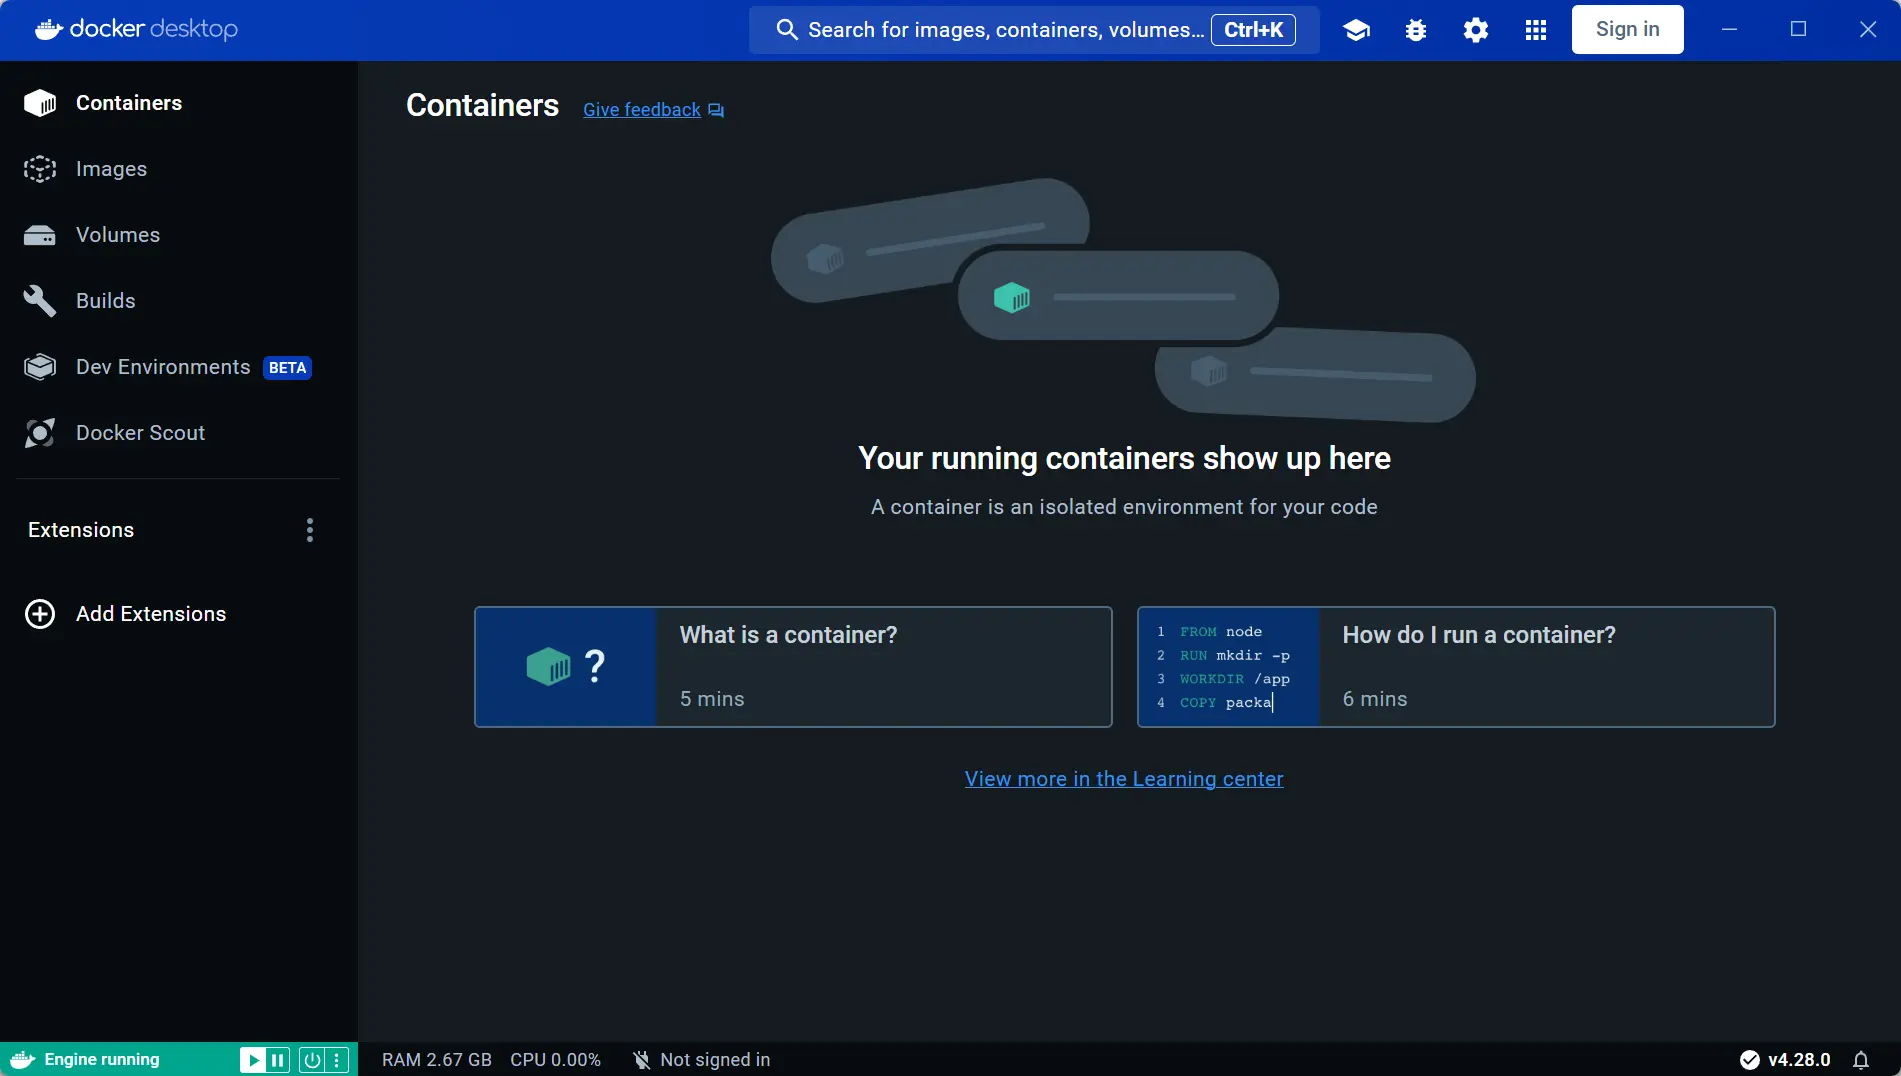 docker desktop
Search for images, containers, volumes... Ctrl+K
Sign in
Containers
Images
Volumes
Builds
Dev Environments BETA
Docker Scout
Extensions
Add Extensions
Containers Give feedback
Your running containers show up here
A container is an isolated environment for your code
?
What is a container?
5 mins
1 FROM node
2 RUN mkdir -p
3 WORKDIR /app
4 COPY packa
How do I run a container?
6 mins
View more in the Learning center
Engine running
RAM 2.67 GB CPU 0.00% Not signed in
v4.28.0